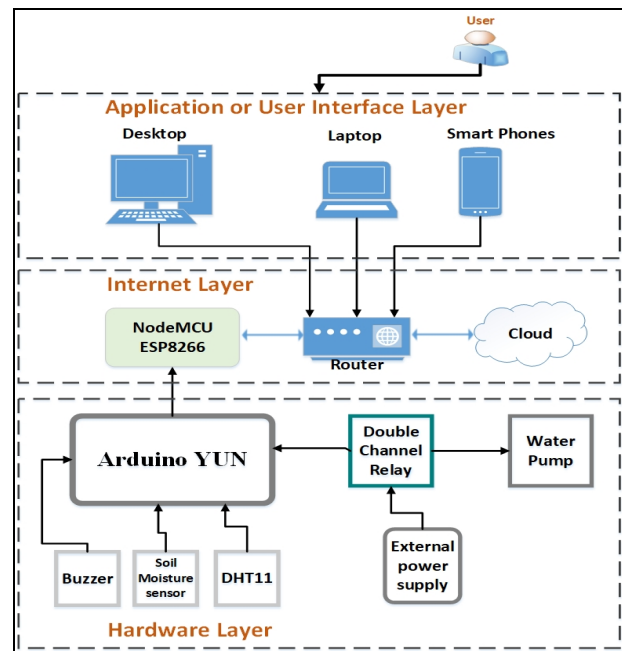 User
Application or User Interface Layer
Desktop
Laptop
Smart Phones
Internet Layer
NodeMCU
ESP8266
Router
Cloud
Arduino YUN
Double
Channel
Relay
Water
Pump
Buzzer
Soil
Moisture
sensor
DHT11
External
power
supply
Hardware Layer